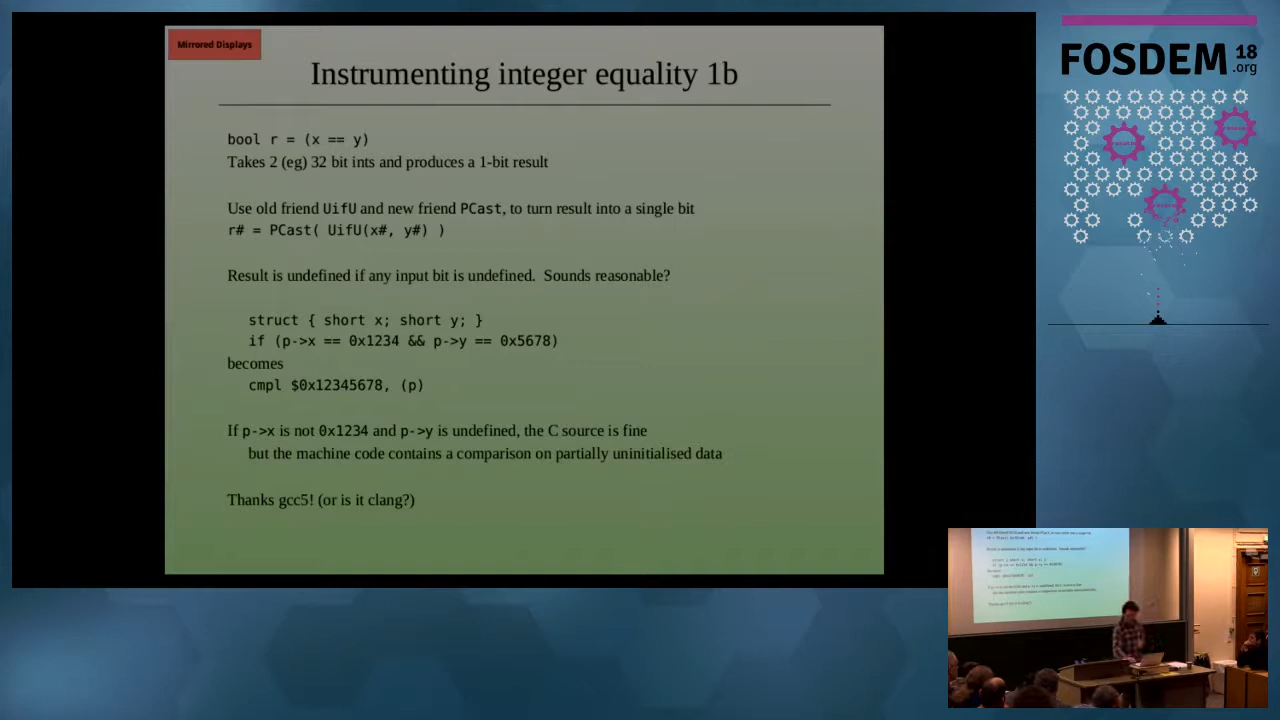 Mirrored Displays
Instrumenting integer equality 1b
bool r = (x == y)
Takes 2 (eg) 32 bit ints and produces a 1-bit result
Use old friend UifU and new friend PCast, to turn result into a single bit
r# = PCast( UifU(x#, y#) )
Result is undefined if any input bit is undefined. Sounds reasonable?
struct { short x; short y; }
if (p->x == 0x1234 && p->y == 0x5678)
becomes
cmpl $0x12345678, (p)
If p->x is not 0x1234 and p->y is undefined, the C source is fine
but the machine code contains a comparison on partially uninitialised data
Thanks gcc5! (or is it clang?)
FOSDEM 18
.org